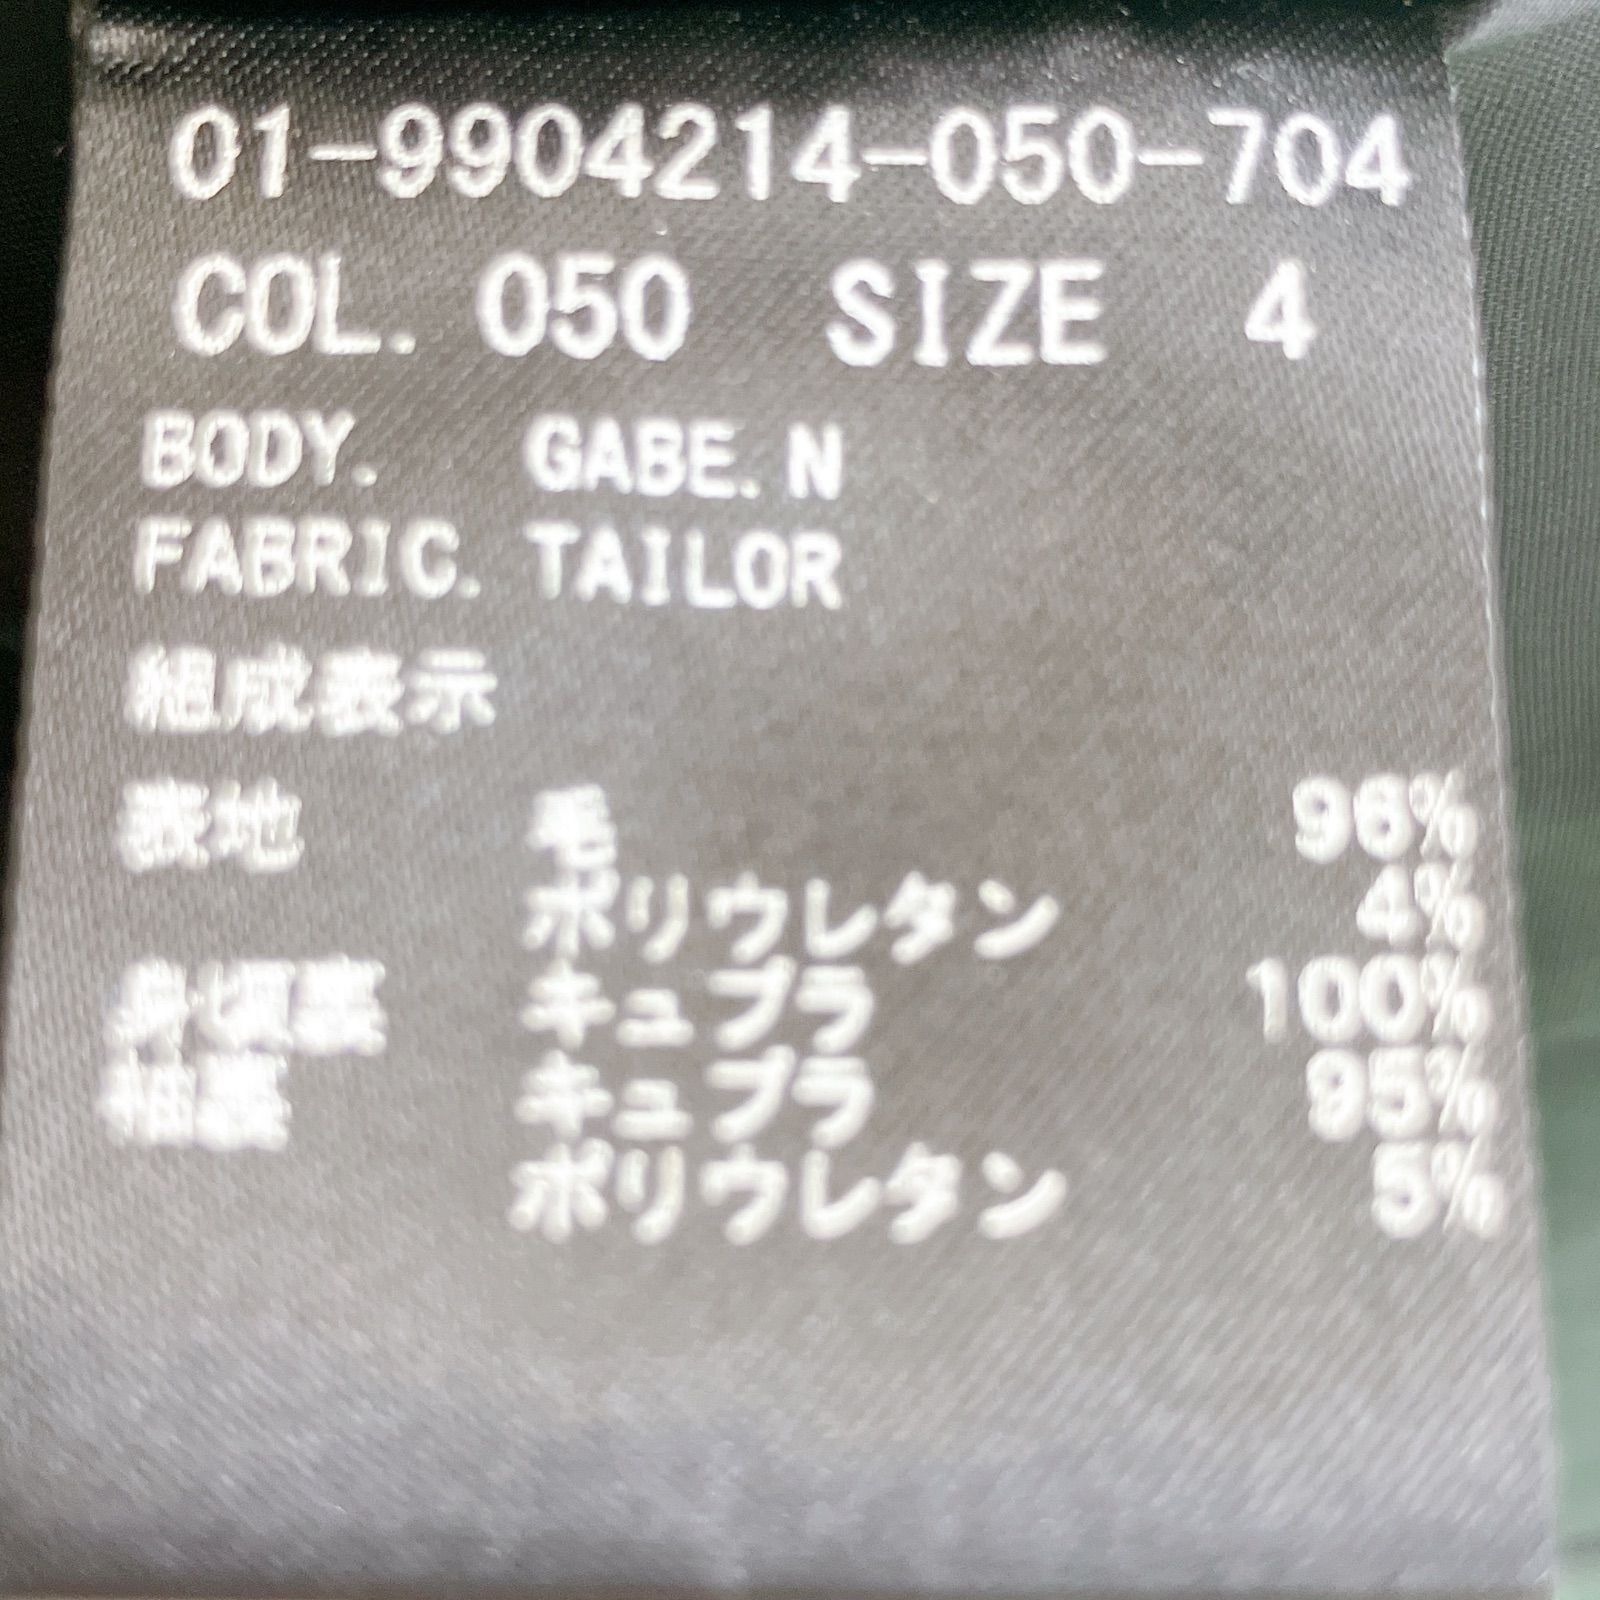 01-9904214-050-704
COL. 050 SIZE 4
BODY. GABE.N
FABRIC. TAILOR
組成表示
表地 毛 96%
ポリウレタン 4%
身頃裏 キュプラ 100%
袖裏 キュプラ 95%
ポリウレタン 5%